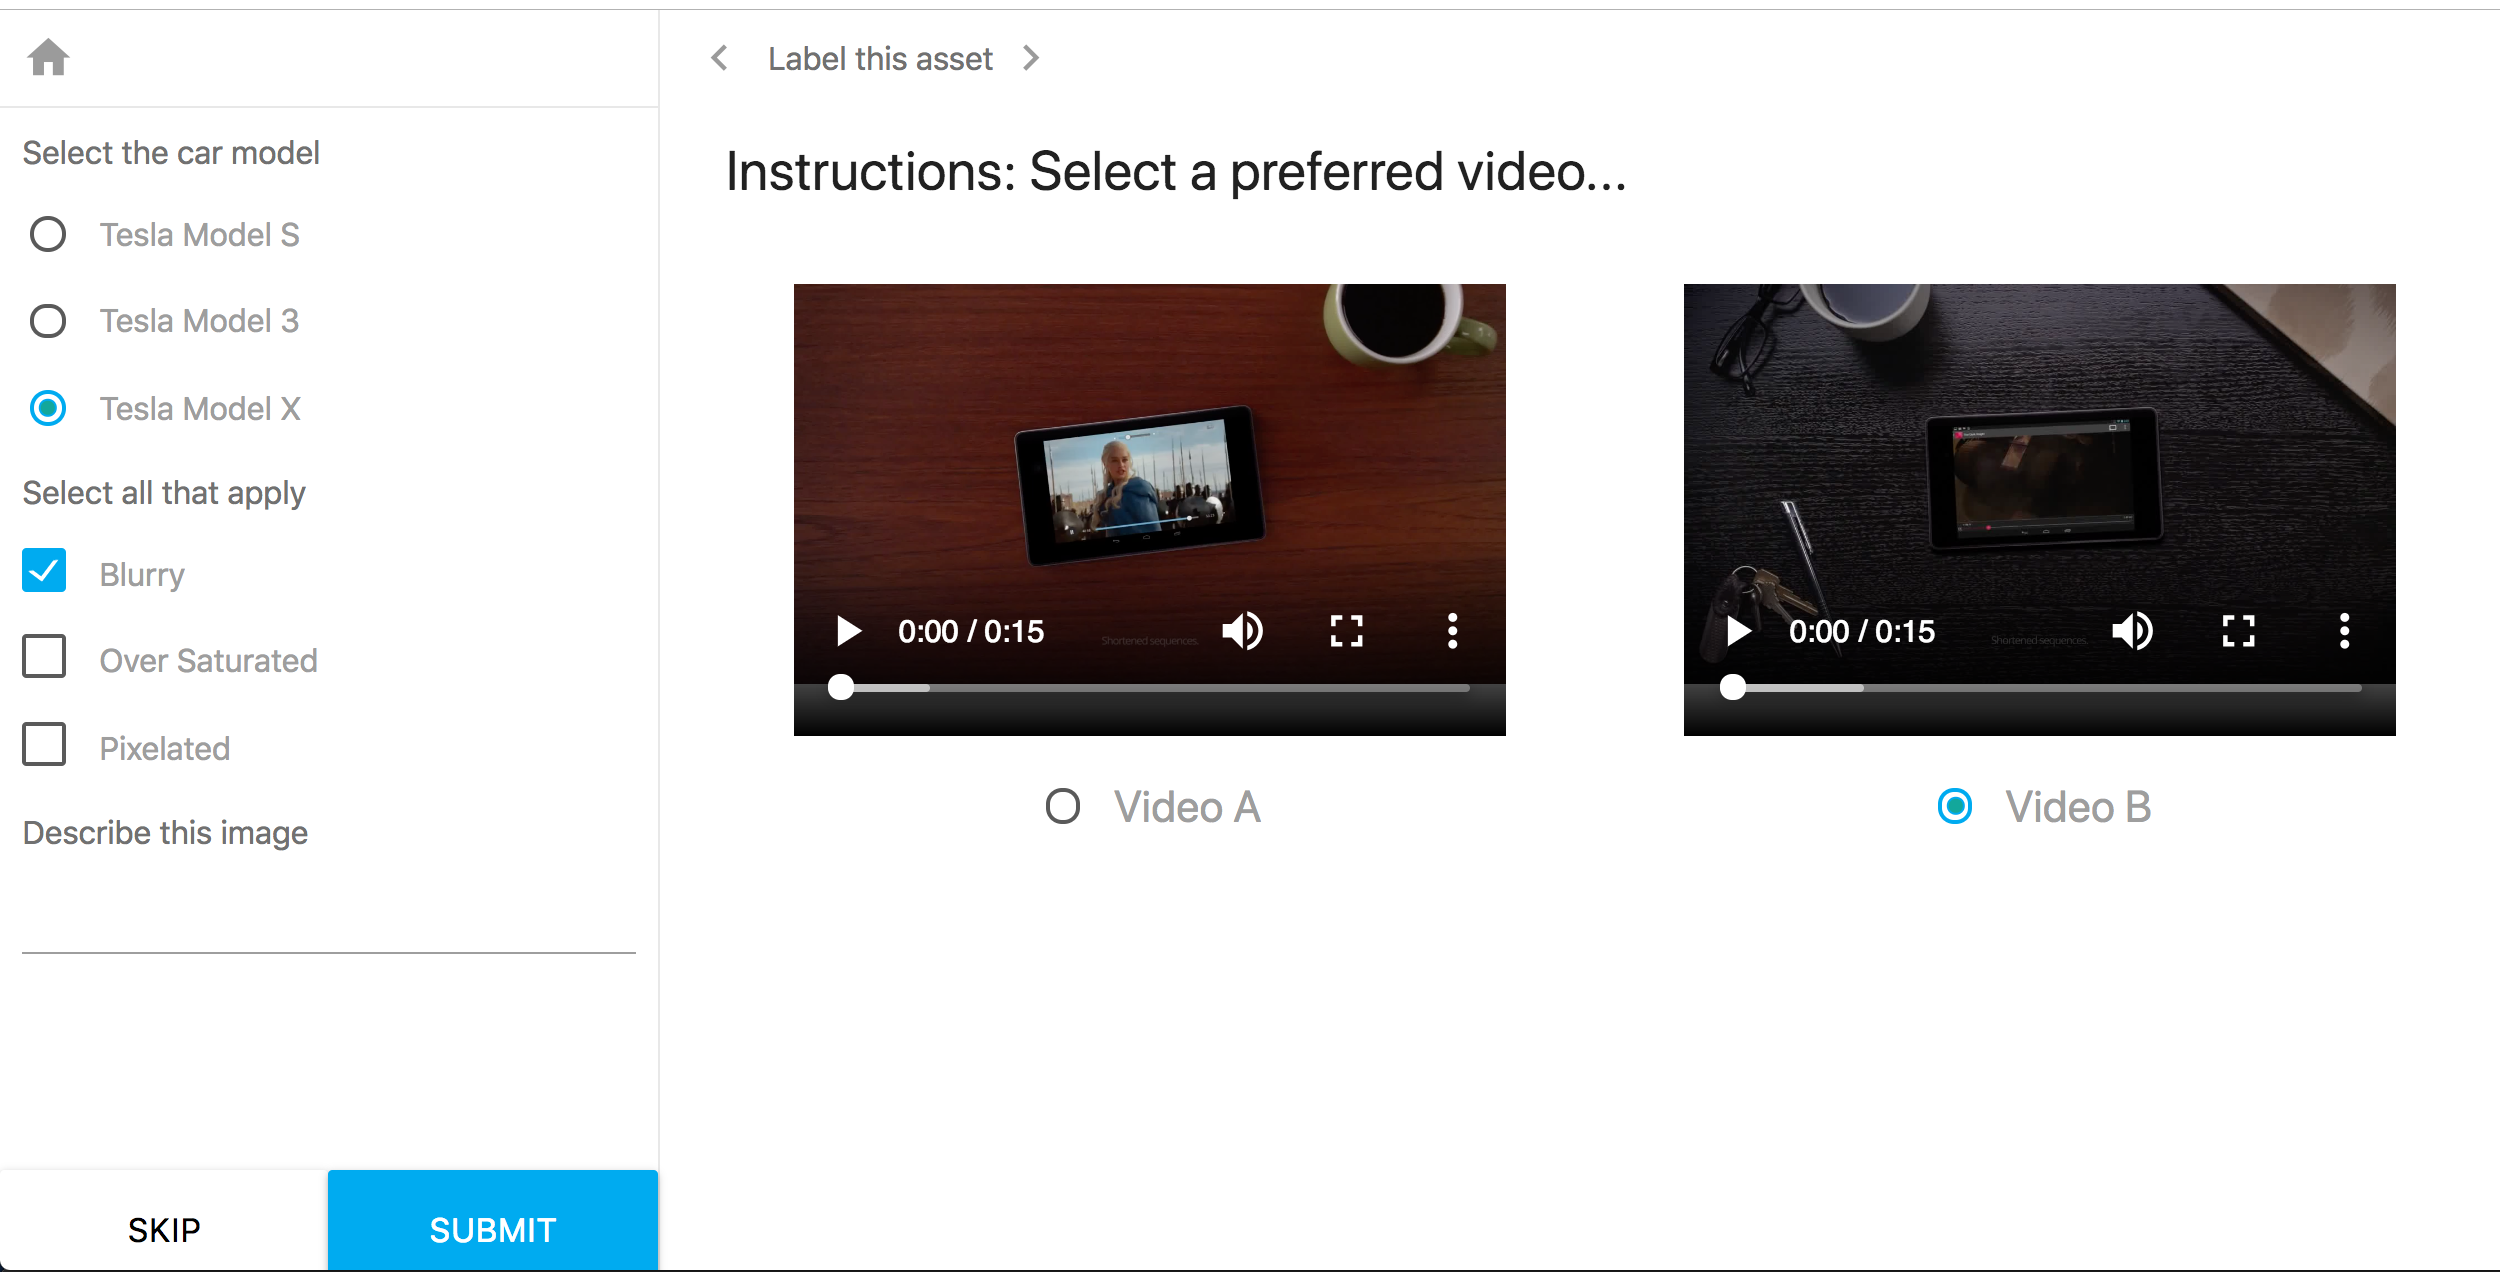 Label this asset
Select the car model
Tesla Model S
Tesla Model 3
Tesla Model X
Select all that apply
Blurry
Over Saturated
Pixelated
Describe this image
SKIP
SUBMIT
Instructions: Select a preferred video...
0:00 / 0:15
Shortened sequences.
Video A
0:00 / 0:15
Shortened sequences.
Video B